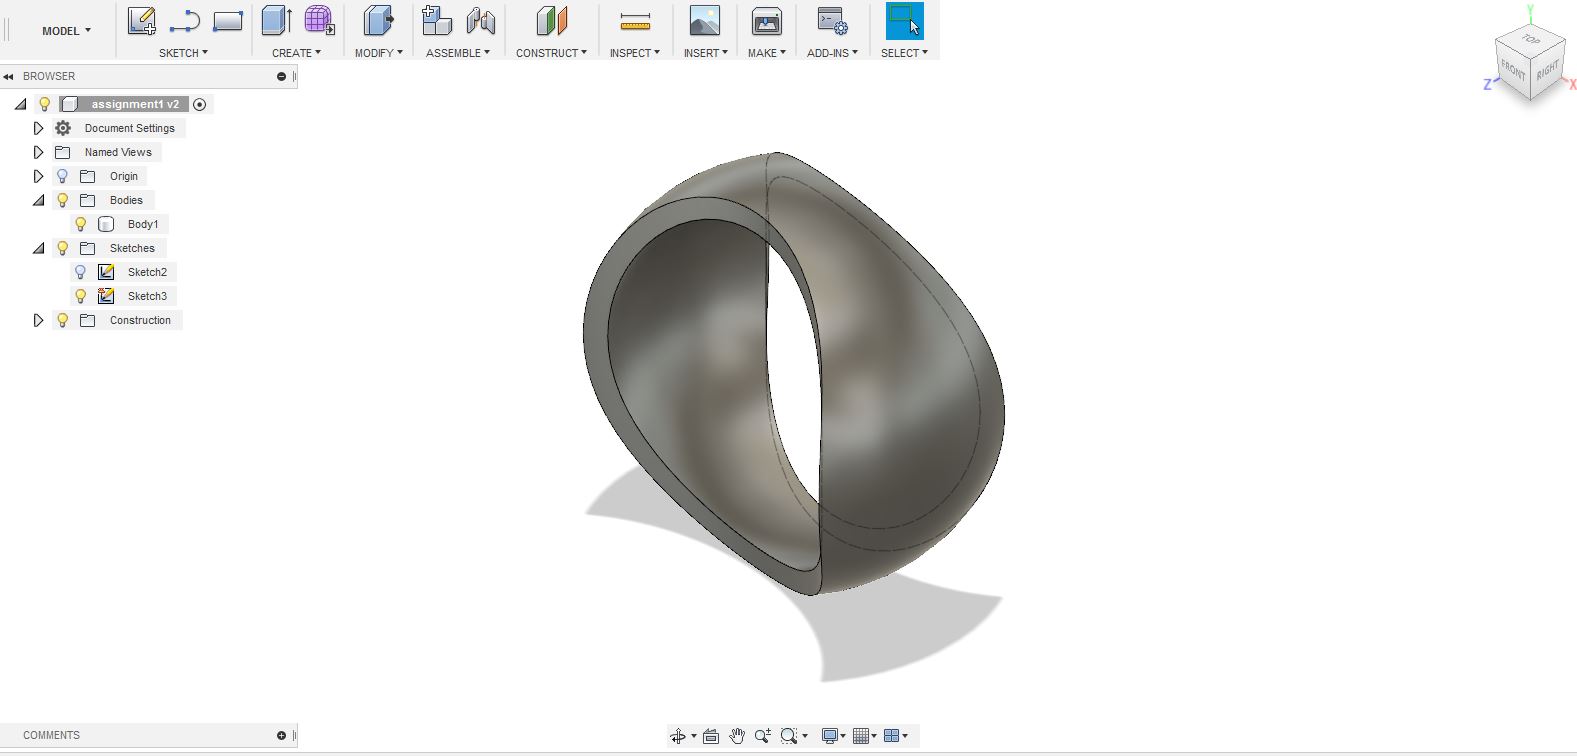 MODEL
SKETCH
CREATE
MODIFY
ASSEMBLE
CONSTRUCT
INSPECT
INSERT
MAKE
ADD-INS
SELECT
BROWSER
assignment1 v2
Document Settings
Named Views
Origin
Bodies
Body1
Sketches
Sketch2
Sketch3
Construction
Y
TOP
FRONT
RIGHT
Z
X
COMMENTS